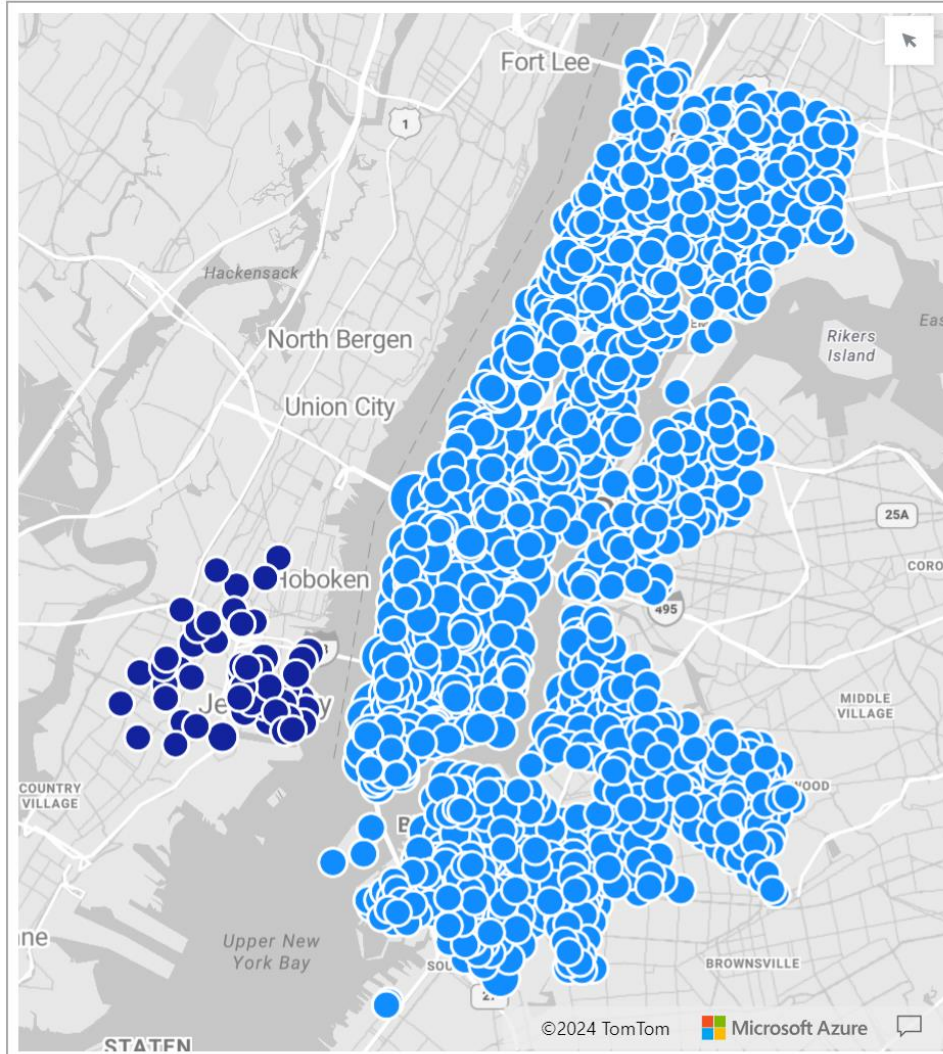 Fort Lee
1
Hackensack
North Bergen
Rikers
Island
Union City
25A
Hoboken
495
MIDDLE
VILLAGE
COUNTRY
VILLAGE
Upper New
York Bay
BROWNSVILLE
©2024 TomTom
Microsoft Azure
STATEN